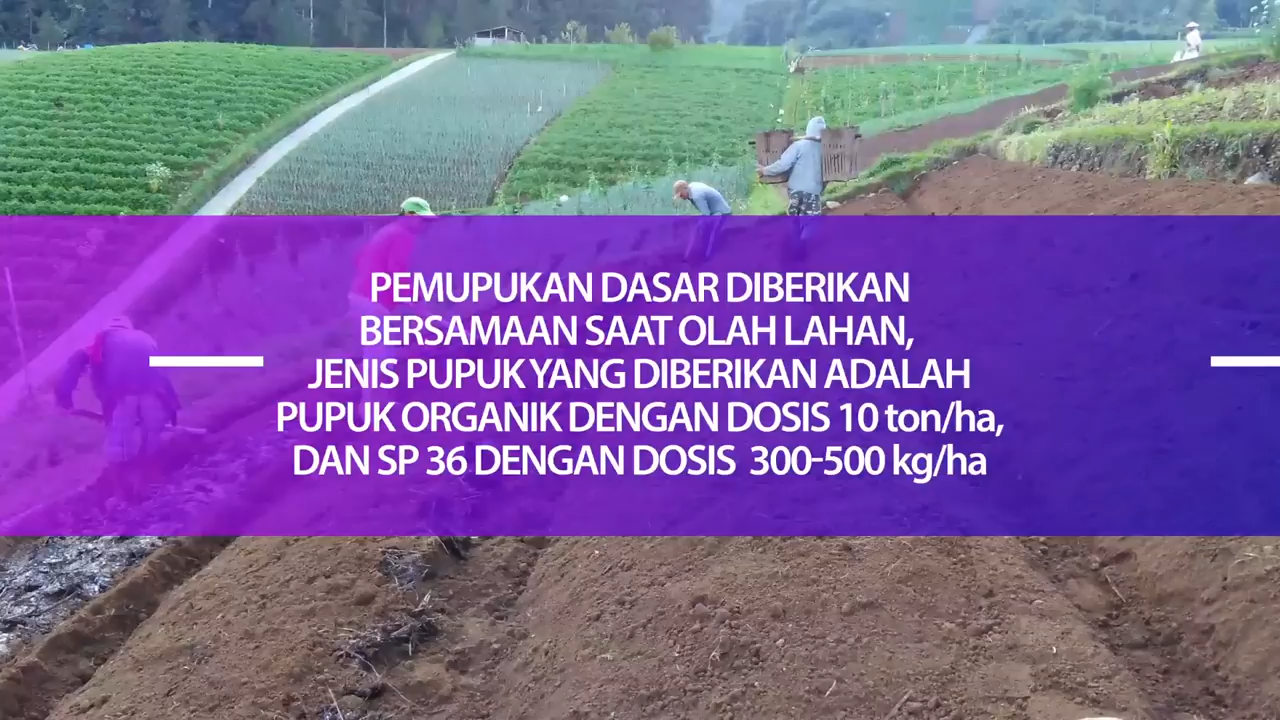 PEMUPUKAN DASAR DIBERIKAN
BERSAMAAN SAAT OLAH LAHAN,
JENIS PUPUK YANG DIBERIKAN ADALAH
PUPUK ORGANIK DENGAN DOSIS 10 ton/ha,
DAN SP 36 DENGAN DOSIS 300-500 kg/ha